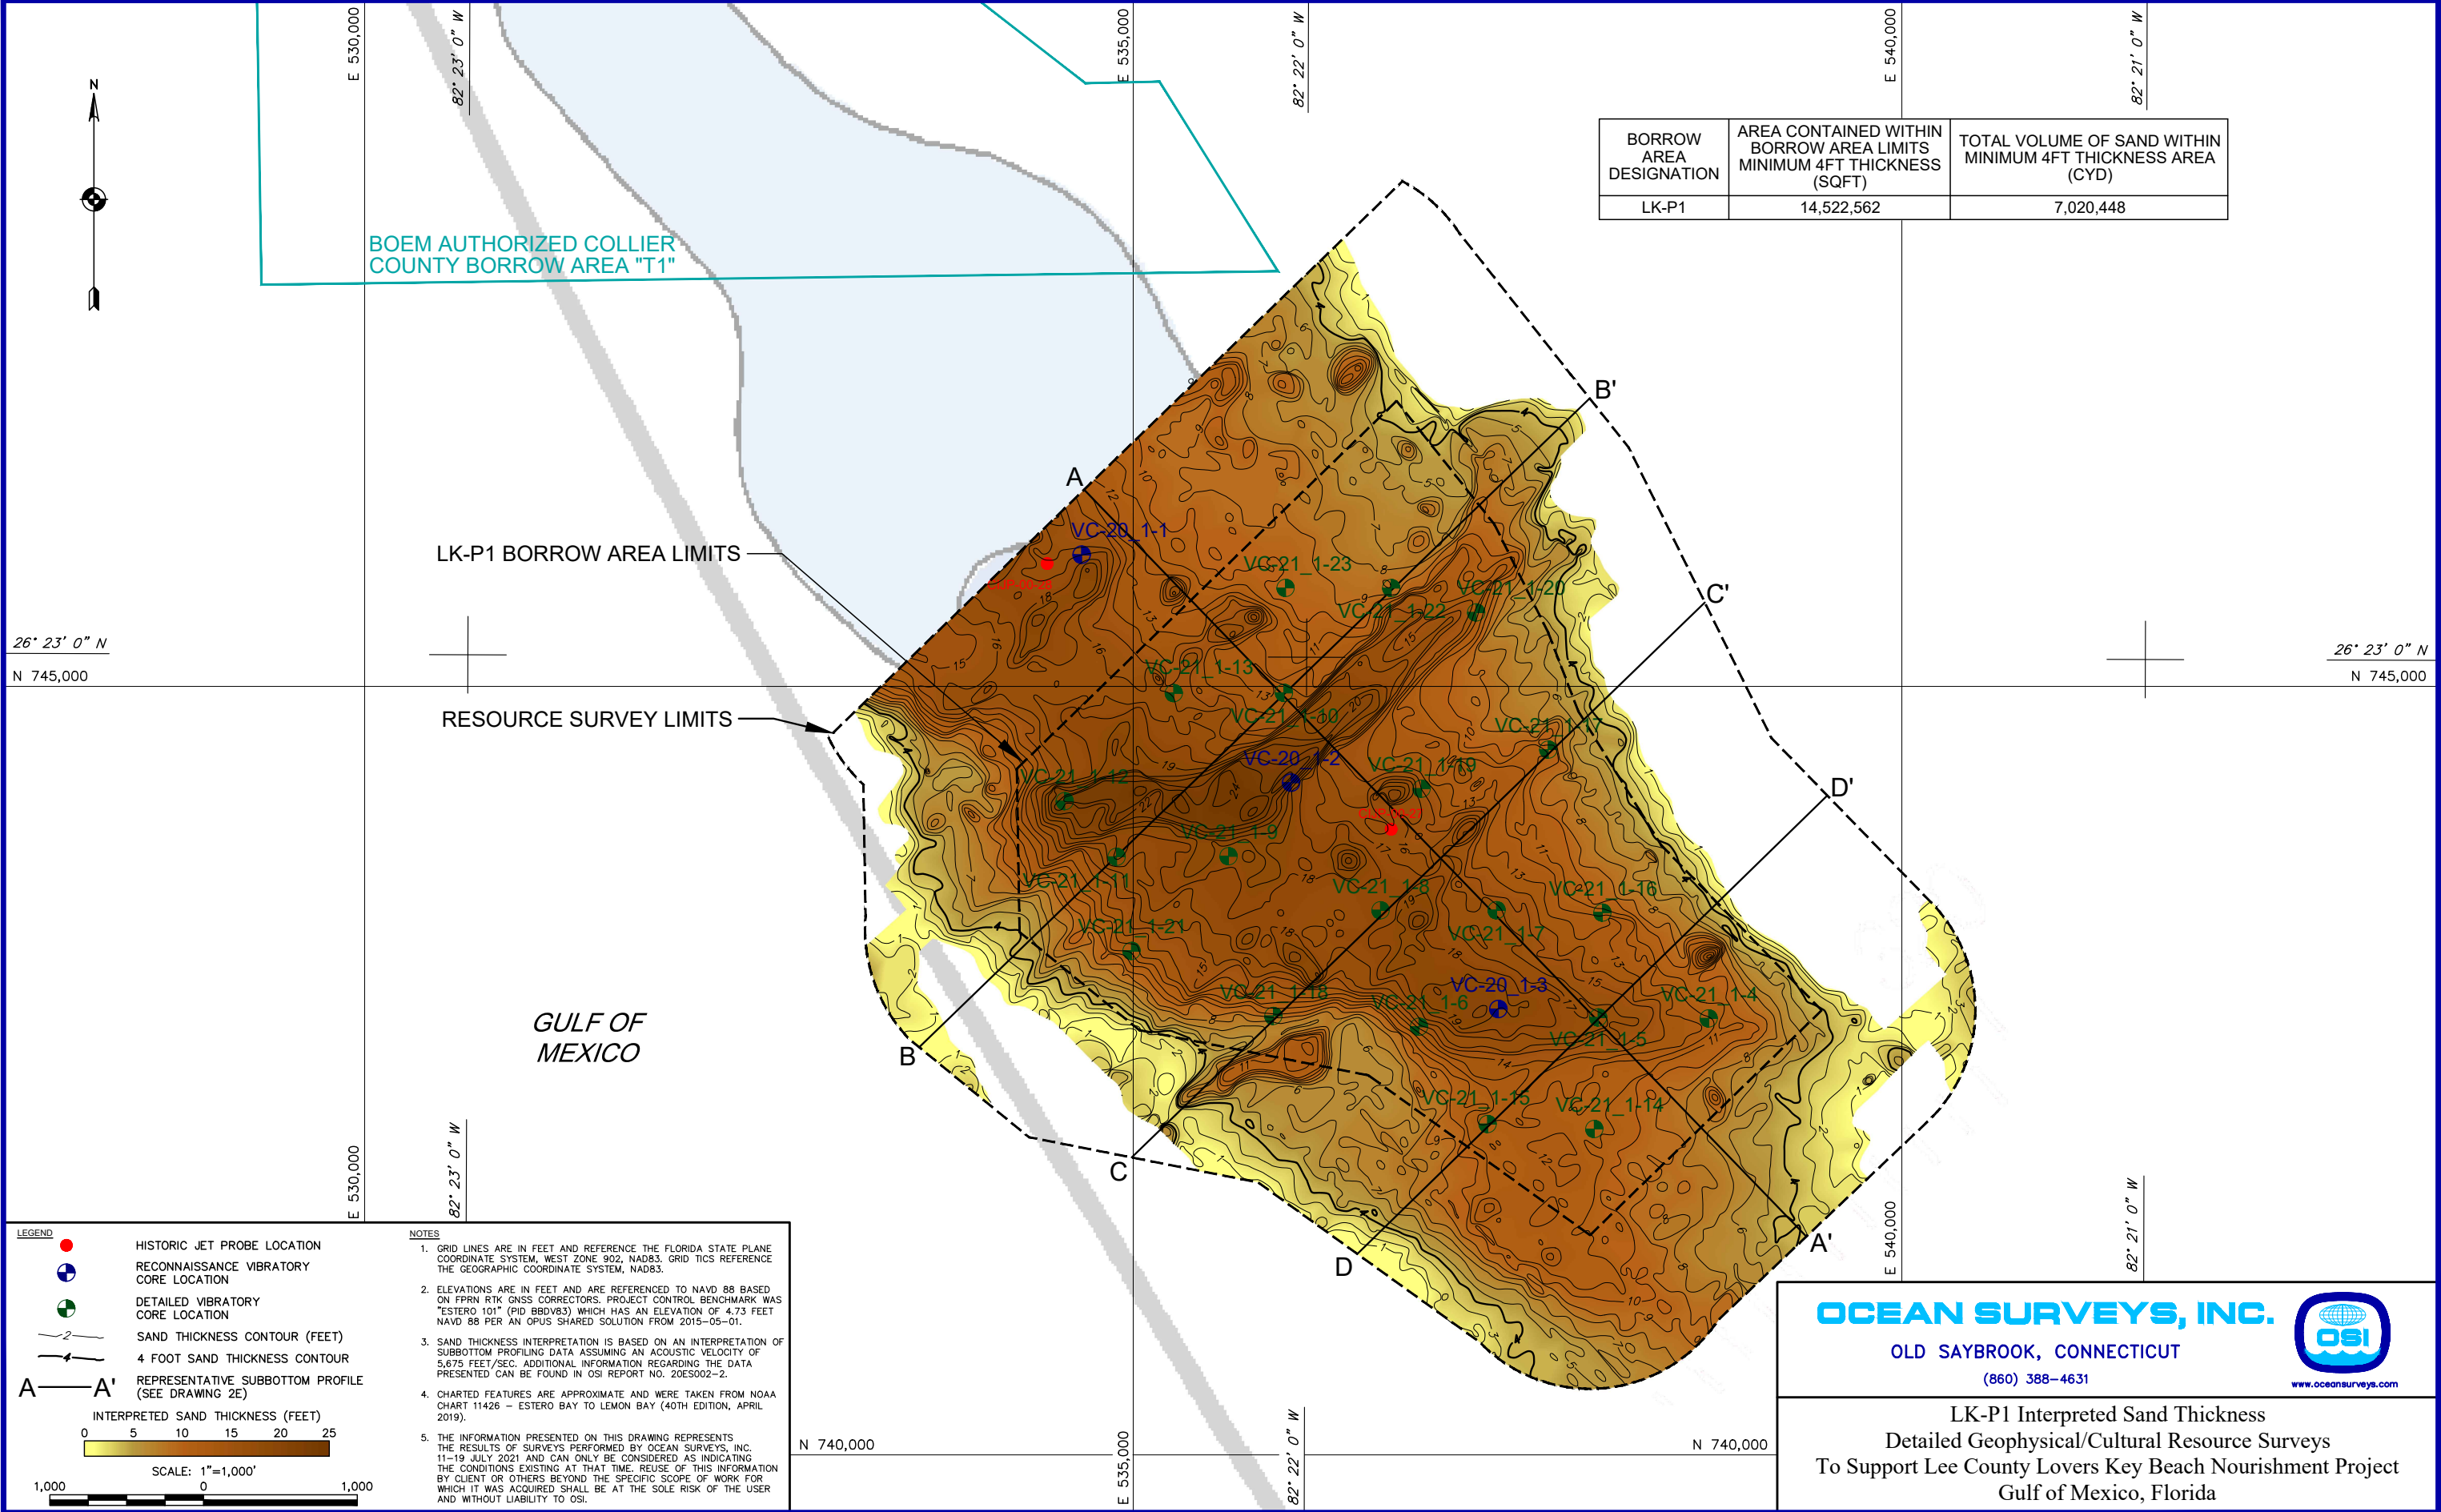 E 530,000
82° 23' 0" W
E 535,000
82° 22' 0" W
E 540,000
82° 21' 0" W
N
BORROW
AREA
DESIGNATION
AREA CONTAINED WITHIN
BORROW AREA LIMITS
MINIMUM 4FT THICKNESS
(SQFT)
TOTAL VOLUME OF SAND WITHIN
MINIMUM 4FT THICKNESS AREA
(CYD)
LK-P1
14,522,562
7,020,448
BOEM AUTHORIZED COLLIER
COUNTY BORROW AREA "T1"
B'
A
VC-20_1-1
LK-P1 BORROW AREA LIMITS
VC-21_1-23
VC-21_1-20
C'
VC-21_1-22
26° 23' 0" N
26° 23' 0" N
N 745,000
N 745,000
VC-21_1-13
VC-21_1-10
RESOURCE SURVEY LIMITS
VC-21_1-17
VC-20_1-2
VC-21_1-19
VC-21_1-12
D'
VC-21_1-9
VC-21_1-11
VC-21_1-8
VC-21_1-16
VC-21_1-21
VC-21_1-7
VC-20_1-3
VC-21_1-18
VC-21_1-6
VC-21_1-4
VC-21_1-5
GULF OF
MEXICO
B
VC-21_1-15
VC-21_1-14
C
D
A'
E 530,000
82° 23' 0" W
E 540,000
82° 21' 0" W
N 740,000
E 535,000
82° 22' 0" W
N 740,000
LEGEND
HISTORIC JET PROBE LOCATION
RECONNAISSANCE VIBRATORY
CORE LOCATION
DETAILED VIBRATORY
CORE LOCATION
2
SAND THICKNESS CONTOUR (FEET)
4
4 FOOT SAND THICKNESS CONTOUR
A
A'
REPRESENTATIVE SUBBOTTOM PROFILE
(SEE DRAWING 2E)
INTERPRETED SAND THICKNESS (FEET)
0 5 10 15 20 25
SCALE: 1"=1,000'
1,000 0 1,000
NOTES
1. GRID LINES ARE IN FEET AND REFERENCE THE FLORIDA STATE PLANE
COORDINATE SYSTEM, WEST ZONE 902, NAD83. GRID TICS REFERENCE
THE GEOGRAPHIC COORDINATE SYSTEM, NAD83.
2. ELEVATIONS ARE IN FEET AND ARE REFERENCED TO NAVD 88 BASED
ON FPRN RTK GNSS CORRECTORS. PROJECT CONTROL BENCHMARK WAS
"ESTERO 101" (PID BBDV83) WHICH HAS AN ELEVATION OF 4.73 FEET
NAVD 88 PER AN OPUS SHARED SOLUTION FROM 2015-05-01.
3. SAND THICKNESS INTERPRETATION IS BASED ON AN INTERPRETATION OF
SUBBOTTOM PROFILING DATA ASSUMING AN ACOUSTIC VELOCITY OF
5,675 FEET/SEC. ADDITIONAL INFORMATION REGARDING THE DATA
PRESENTED CAN BE FOUND IN OSI REPORT NO. 20ES002-2.
4. CHARTED FEATURES ARE APPROXIMATE AND WERE TAKEN FROM NOAA
CHART 11426 – ESTERO BAY TO LEMON BAY (40TH EDITION, APRIL
2019).
5. THE INFORMATION PRESENTED ON THIS DRAWING REPRESENTS
THE RESULTS OF SURVEYS PERFORMED BY OCEAN SURVEYS, INC.
11-19 JULY 2021 AND CAN ONLY BE CONSIDERED AS INDICATING
THE CONDITIONS EXISTING AT THAT TIME. REUSE OF THIS INFORMATION
BY CLIENT OR OTHERS BEYOND THE SPECIFIC SCOPE OF WORK FOR
WHICH IT WAS ACQUIRED SHALL BE AT THE SOLE RISK OF THE USER
AND WITHOUT LIABILITY TO OSI.
OCEAN SURVEYS, INC.
OLD SAYBROOK, CONNECTICUT
(860) 388-4631
OSI
www.oceansurveys.com
LK-P1 Interpreted Sand Thickness
Detailed Geophysical/Cultural Resource Surveys
To Support Lee County Lovers Key Beach Nourishment Project
Gulf of Mexico, Florida